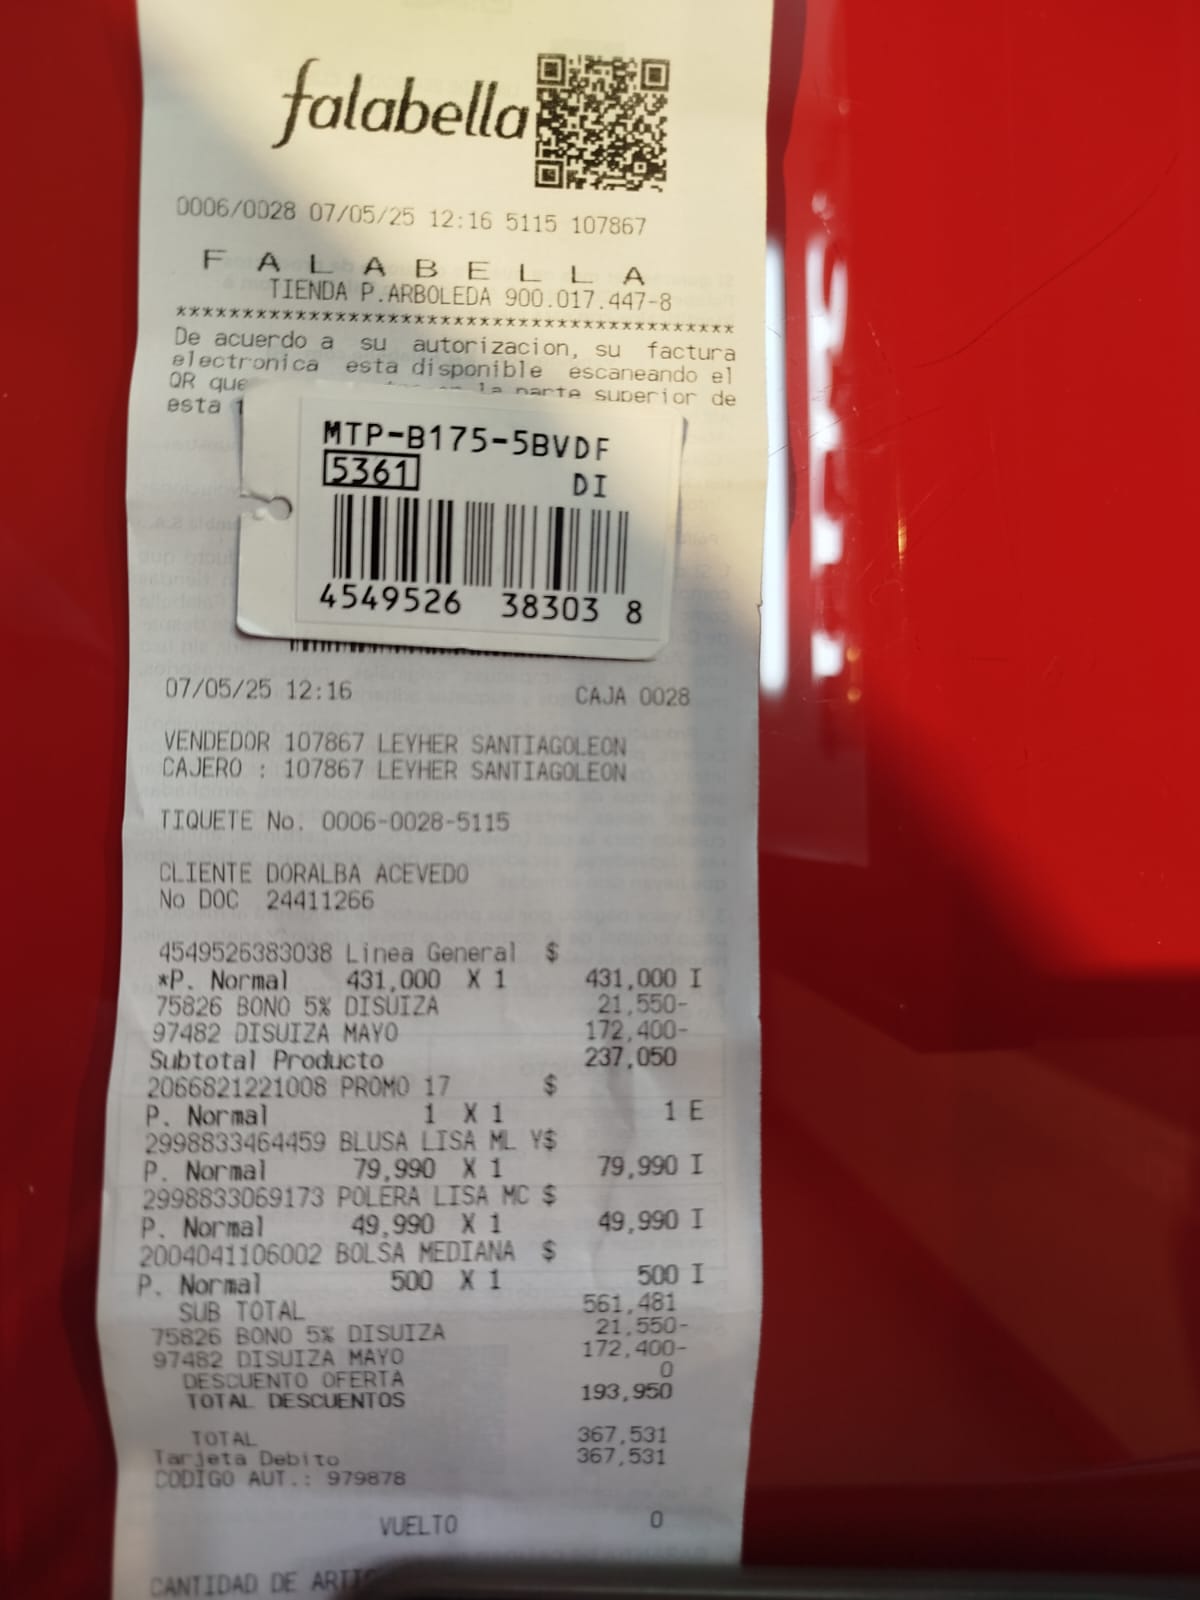 falabella
0006/0028 07/05/25 12:16 5115 107867
F A L A B E L L A
TIENDA P.ARBOLEDA 900.017.447-8
******************************************
De acuerdo a su autorizacion, su factura
electronica esta disponible escaneando el
QR que en la parte superior de
esta
MTP-B175-5BVDF
5361
DI
4549526 38303 8
07/05/25 12:16 CAJA 0028
VENDEDOR 107867 LEYHER SANTIAGOLEON
CAJERO : 107867 LEYHER SANTIAGOLEON
TIQUETE No. 0006-0028-5115
CLIENTE DORALBA ACEVEDO
No DOC 24411266
4549526383038 Linea General $
*P. Normal 431,000 X 1 431,000 I
75826 BONO 5% DISUIZA 21,550-
97482 DISUIZA MAYO 172,400-
Subtotal Producto 237,050
2066821221008 PROMO 17 $
P. Normal 1 X 1 1 E
2998833464459 BLUSA LISA ML Y$
P. Normal 79,990 X 1 79,990 I
2998833069173 POLERA LISA MC $
P. Normal 49,990 X 1 49,990 I
2004041106002 BOLSA MEDIANA $
P. Normal 500 X 1 500 I
SUB TOTAL 561,481
75826 BONO 5% DISUIZA 21,550-
97482 DISUIZA MAYO 172,400-
DESCUENTO OFERTA 0
TOTAL DESCUENTOS 193,950
TOTAL 367,531
Tarjeta Debito 367,531
CODIGO AUT.: 979878
VUELTO 0
CANTIDAD DE